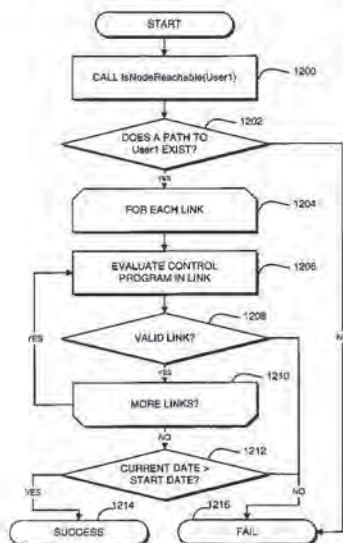 START
CALL IsNodeReachable(User1)
1200
1202
DOES A PATH TO
User1 EXIST?
YES
FOR EACH LINK
1204
EVALUATE CONTROL
PROGRAM IN LINK
1206
1208
VALID LINK?
YES
NO
YES
1210
MORE LINKS?
NO
1212
CURRENT DATE >
START DATE?
YES
NO
1214
1216
SUCCESS
FAIL